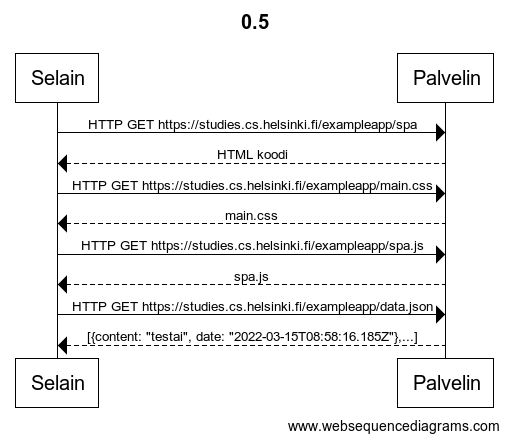 0.5
Selain
Palvelin
HTTP GET https://studies.cs.helsinki.fi/exampleapp/spa
HTML koodi
HTTP GET https://studies.cs.helsinki.fi/exampleapp/main.css
main.css
HTTP GET https://studies.cs.helsinki.fi/exampleapp/spa.js
spa.js
HTTP GET https://studies.cs.helsinki.fi/exampleapp/data.json
[{content: "testai", date: "2022-03-15T08:58:16.185Z"},...]
Selain
Palvelin
www.websequencediagrams.com